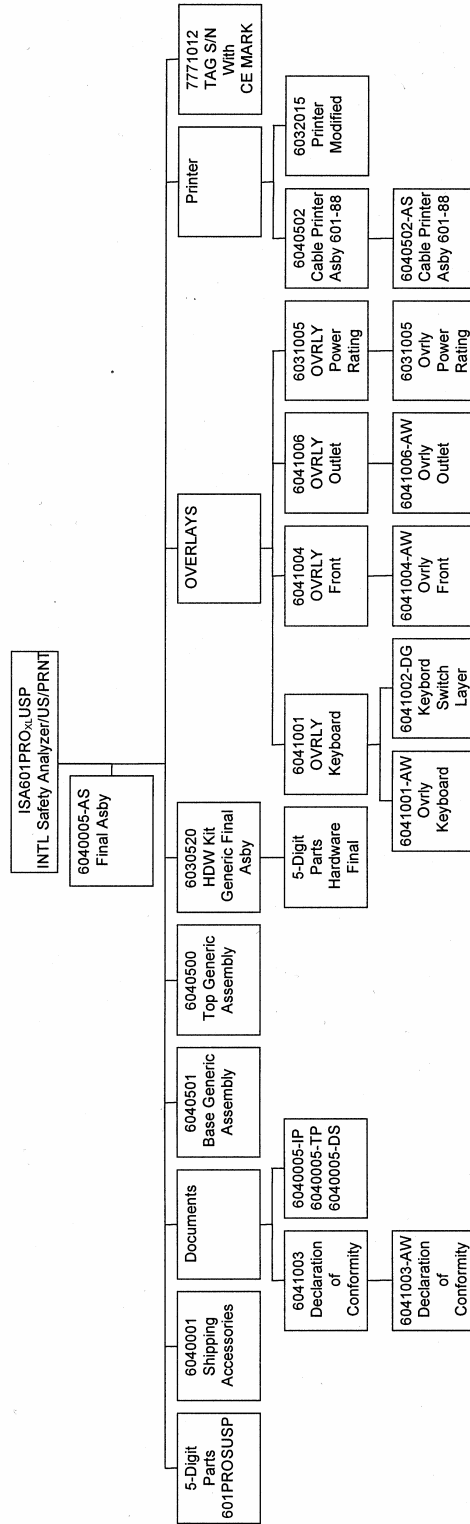 ISA601PROXLUSP
INTL Safety Analyzer/US/PRNT
6040005-AS
Final Asby
5-Digit
Parts
601PROSUSP
6040001
Shipping
Accessories
Documents
6040501
Base Generic
Assembly
6040500
Top Generic
Assembly
6030520
HDW Kit
Generic Final
Asby
OVERLAYS
Printer
7771012
TAG S/N
With
CE MARK
6041003
Declaration
of
Conformity
6040005-IP
6040005-TP
6040005-DS
5-Digit
Parts
Hardware
Final
6041001
OVRLY
Keyboard
6041004
OVRLY
Front
6041006
OVRLY
Outlet
6031005
OVRLY
Power
Rating
6040502
Cable Printer
Asby 601-88
6032015
Printer
Modified
6041003-AW
Declaration
of
Conformity
6041001-AW
Ovrly
Keyboard
6041002-DG
Keybord
Switch
Layer
6041004-AW
Ovrly
Front
6041006-AW
Ovrly
Outlet
6031005
Ovrly
Power
Rating
6040502-AS
Cable Printer
Asby 601-88